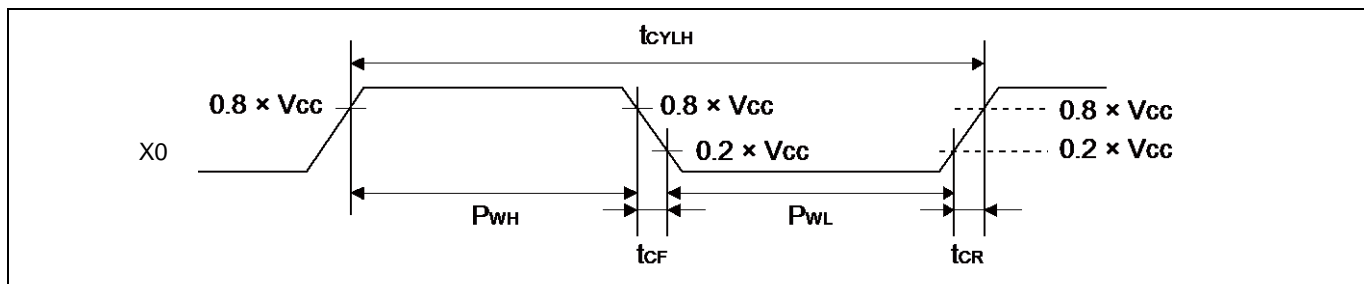 tCYLH
0.8 × Vcc
0.8 × Vcc
0.8 × Vcc
X0
0.2 × Vcc
0.2 × Vcc
PWH
PWL
tCF
tCR